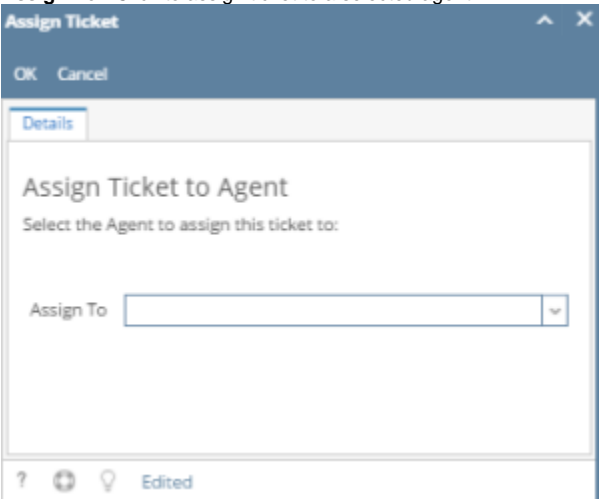 Assign Ticket
OK Cancel
Details
Assign Ticket to Agent
Select the Agent to assign this ticket to:
Assign To
? Edited